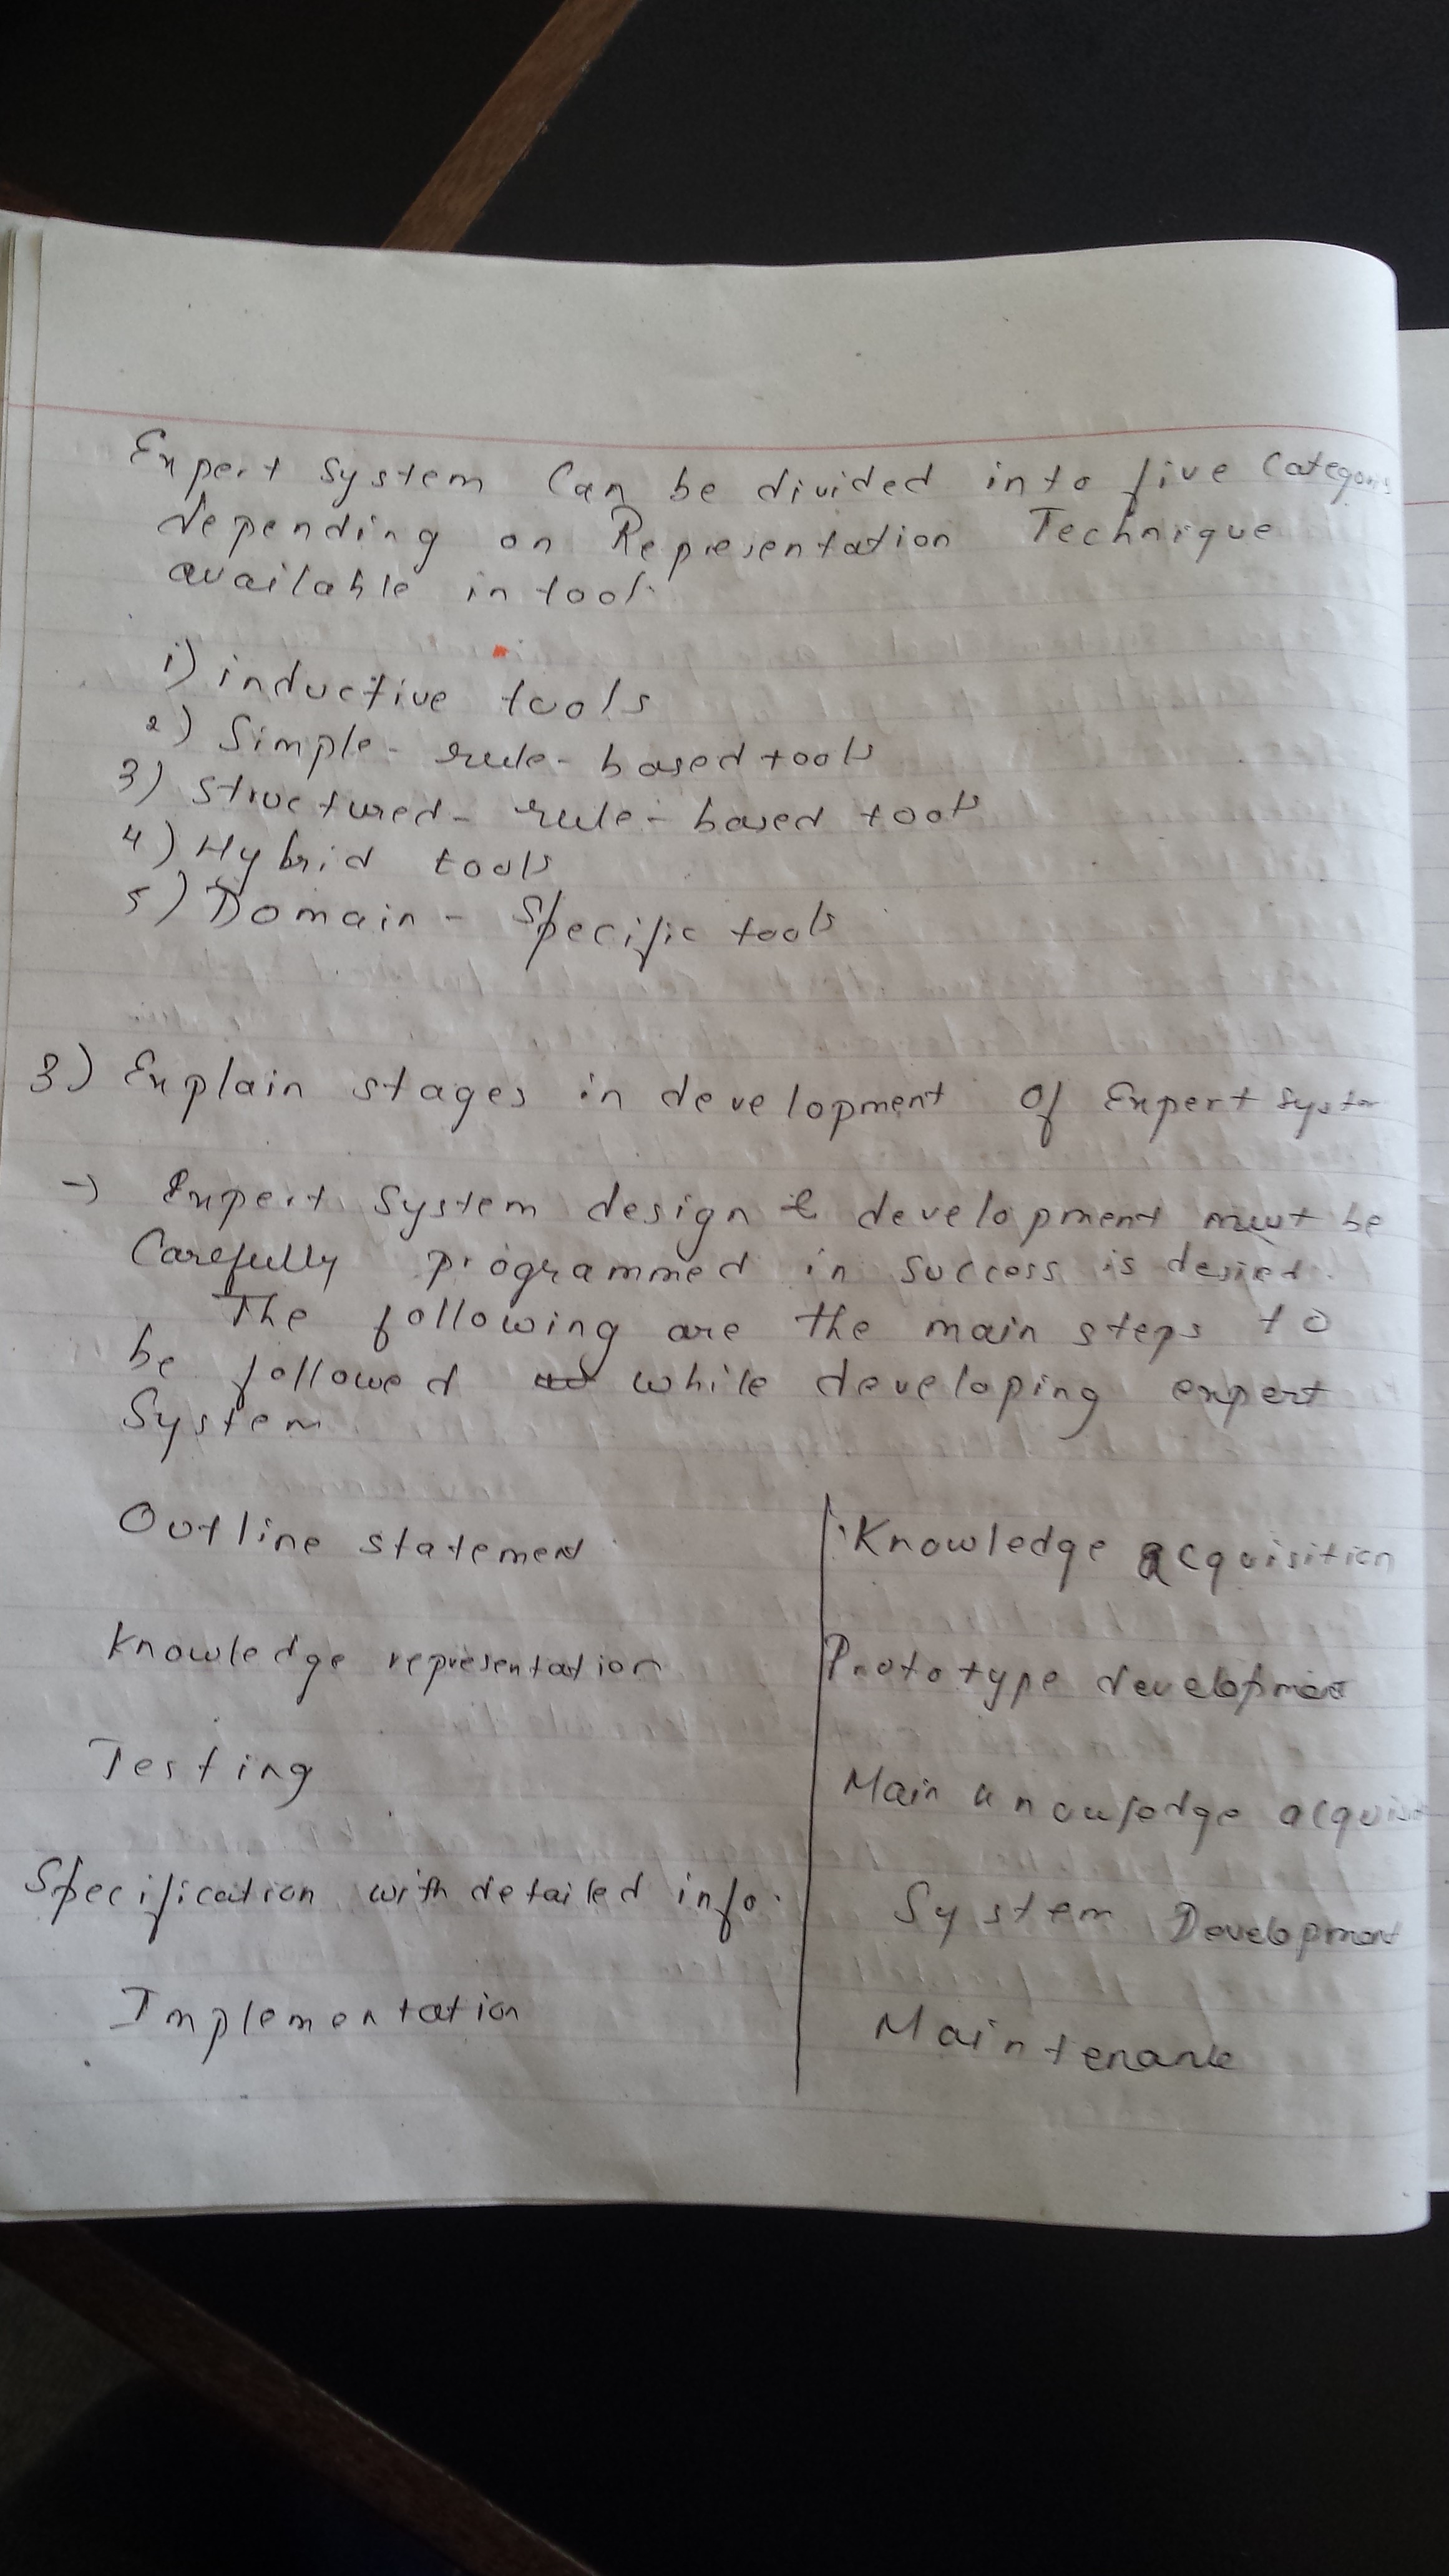 Expert System Can be divided into five Categoris
depending on Representation Technique
available in tool.
i) inductive tools
2) Simple- rule- based tools
3) Structured- rule- based tools
4) Hybrid tools
5) Domain - Specific tools
3) Explain stages in development Of Expert System
→ Expert System design & development must be
Carefully programmed in success is desired.
The following are the main steps to
be followed while developing expert
System
Outline statement
Knowledge acquisition
Knowledge representation
Prototype development
Testing
Main knowledge acquisit
Specification with detailed info.
System Development
Implementation
Maintenance